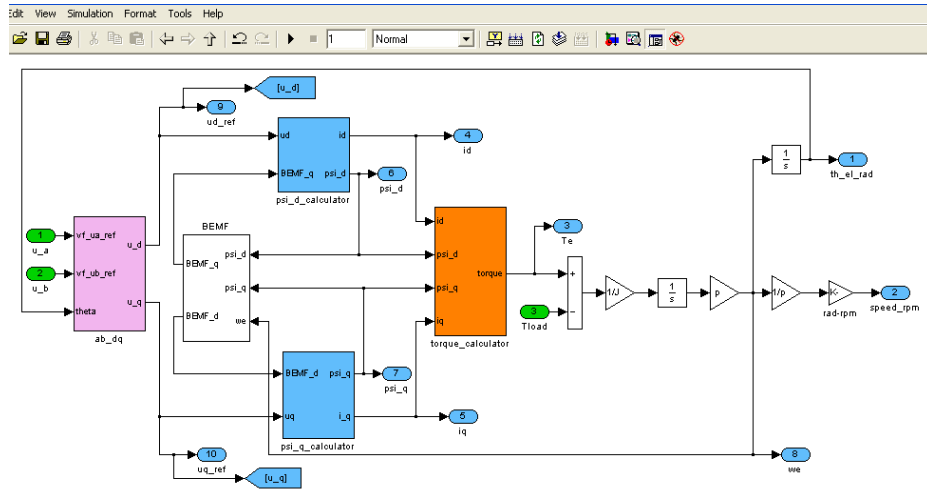 Edit View Simulation Format Tools Help
1 Normal
[u_d]
9
ud_ref
ud
id
BEMF_q
psi_d
psi_d_calculator
4
id
6
psi_d
1
s
1
th_el_rad
BEMF
psi_d
BEMF_q
psi_q
BEMF_d
we
1
u_a
2
u_b
vf_ua_ref
u_d
vf_ub_ref
u_q
theta
ab_dq
id
psi_d
torque
psi_q
iq
torque_calculator
3
Te
+
−
3
Tload
1/J
1
s
p
1/p
K-
rad-rpm
2
speed_rpm
BEMF_d
psi_q
uq
i_q
psi_q_calculator
7
psi_q
5
iq
10
uq_ref
[u_q]
8
we